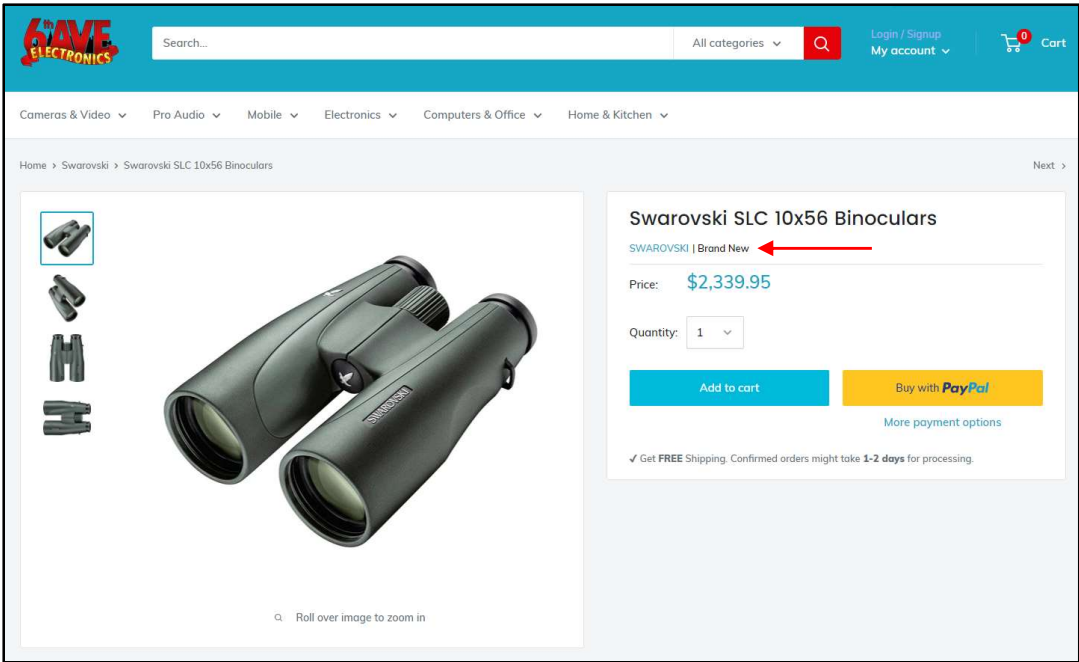 6th AVE
ELECTRONICS
Search...
All categories
Login / Signup
My account
0
Cart
Cameras & Video
Pro Audio
Mobile
Electronics
Computers & Office
Home & Kitchen
Home > Swarovski > Swarovski SLC 10x56 Binoculars
Next >
SWAROVSKI
Roll over image to zoom in
Swarovski SLC 10x56 Binoculars
SWAROVSKI | Brand New
Price: $2,339.95
Quantity: 1
Add to cart
Buy with PayPal
More payment options
✓ Get FREE Shipping. Confirmed orders might take 1-2 days for processing.